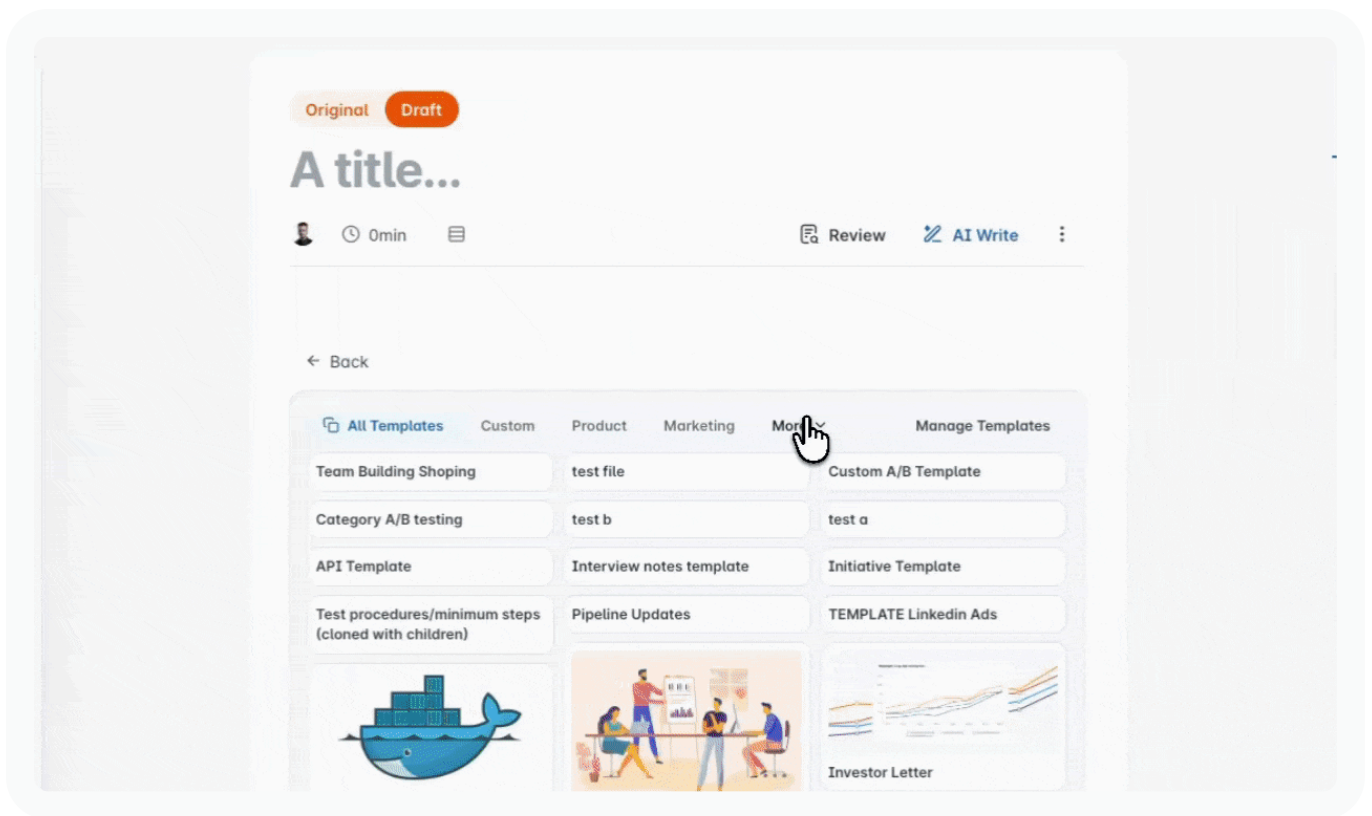 Original Draft
A title...
0min Review AI Write
Back
All Templates Custom Product Marketing Manage Templates
Team Building Shoping test file Custom A/B Template
Category A/B testing test b test a
API Template Interview notes template Initiative Template
Test procedures/minimum steps Pipeline Updates TEMPLATE Linkedin Ads
(cloned with children)
Investor Letter